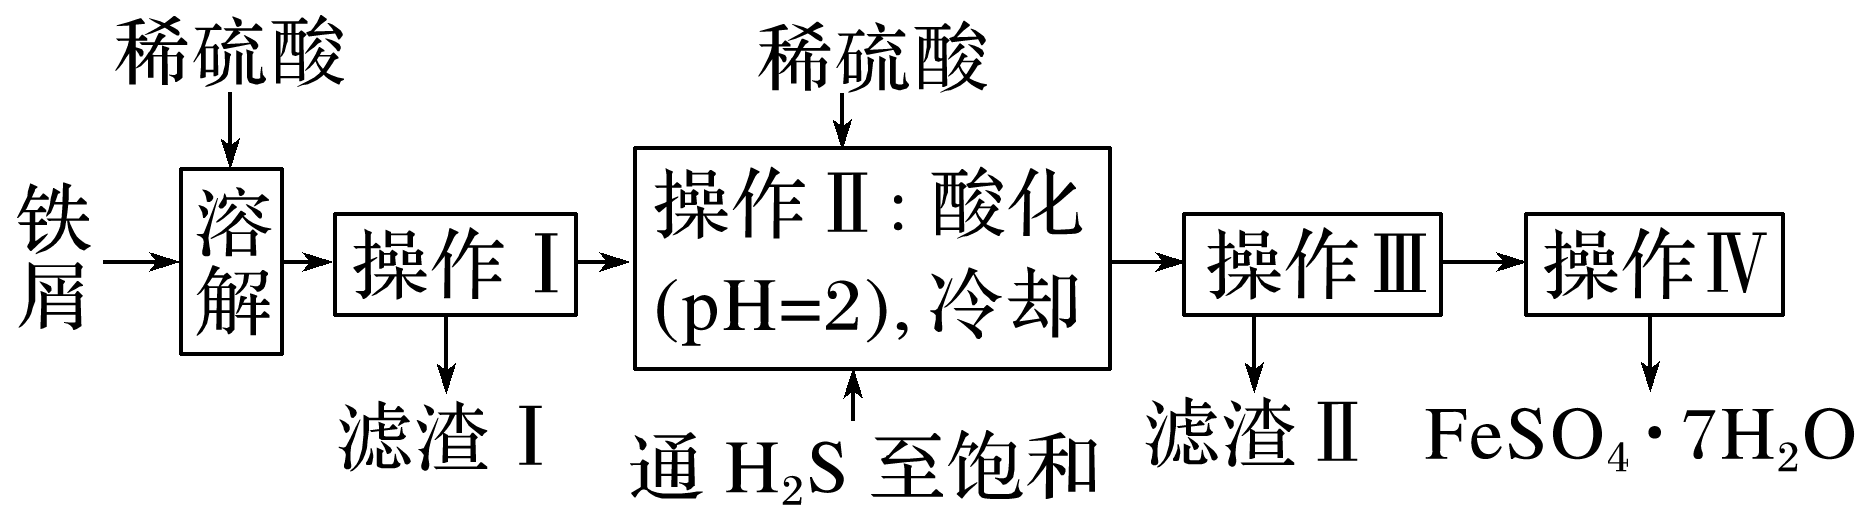 稀硫酸
稀硫酸
铁屑
溶解
操作Ⅰ
操作Ⅱ:酸化
(pH=2),冷却
操作Ⅲ
操作Ⅳ
滤渣Ⅰ
通 H₂S 至饱和
滤渣Ⅱ
FeSO₄·7H₂O